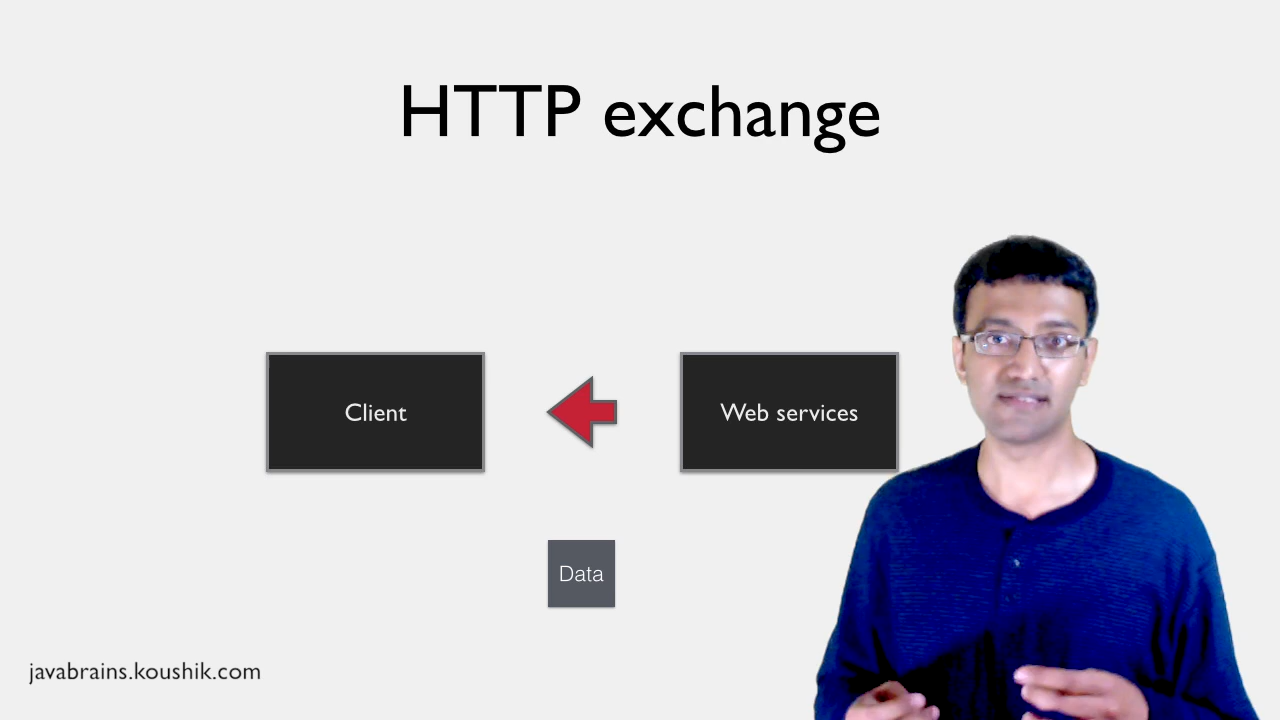 HTTP exchange
Client
Web services
Data
javabrains.koushik.com